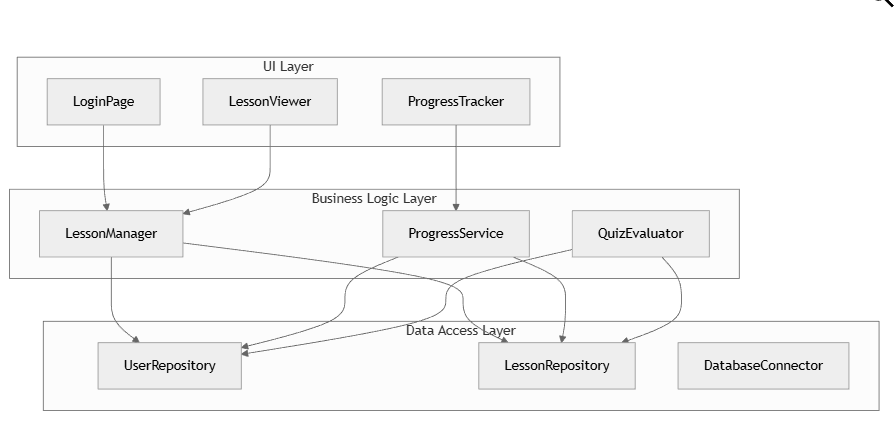 UI Layer
LoginPage
LessonViewer
ProgressTracker
Business Logic Layer
LessonManager
ProgressService
QuizEvaluator
Data Access Layer
UserRepository
LessonRepository
DatabaseConnector